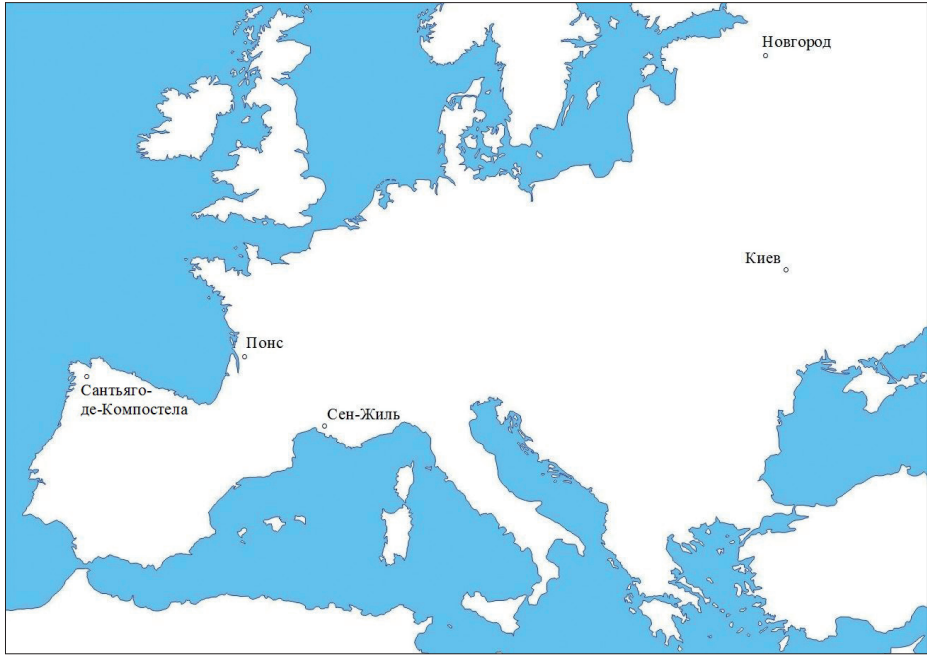 Новгород
Киев
Понс
Сантьяго-
де-Компостела
Сен-Жиль